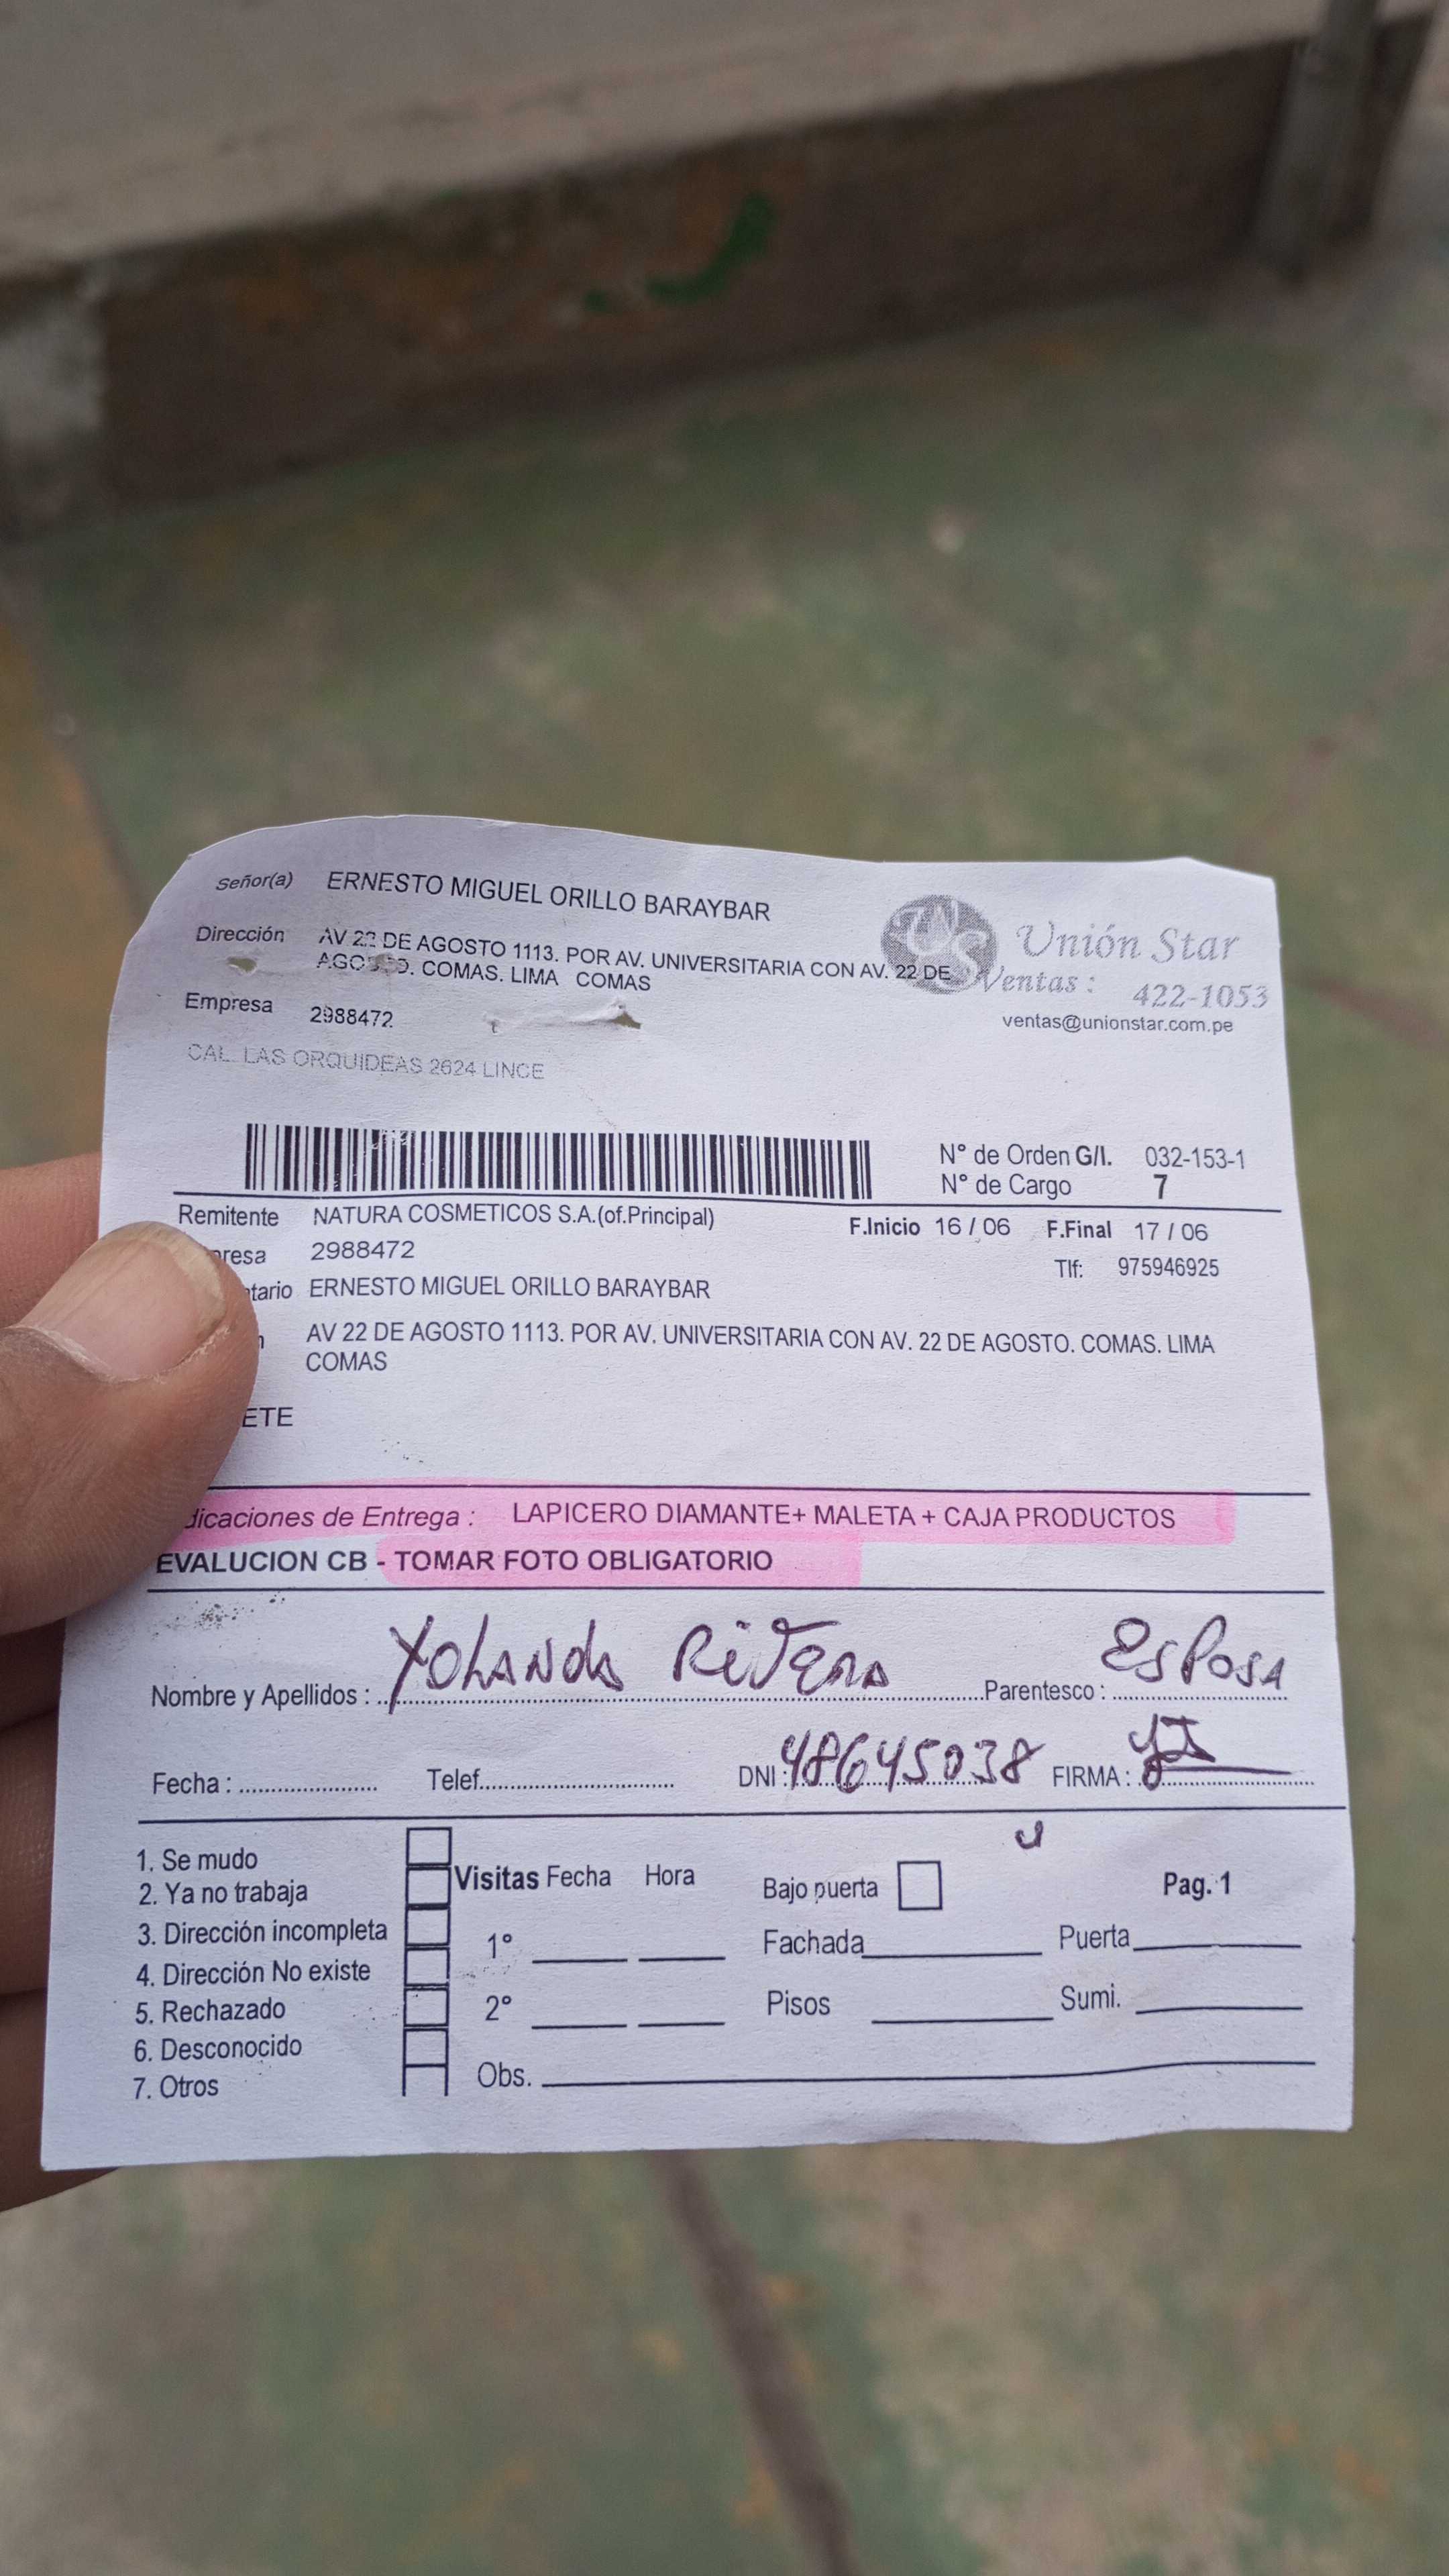 Señor(a) ERNESTO MIGUEL ORILLO BARAYBAR
Dirección AV 22 DE AGOSTO 1113. POR AV. UNIVERSITARIA CON AV. 22 DE
AGOSTO. COMAS. LIMA COMAS
Unión Star
Ventas : 422-1053
ventas@unionstar.com.pe
Empresa 2988472
CAL. LAS ORQUIDEAS 2624 LINCE
N° de Orden G/I. 032-153-1
N° de Cargo 7
Remitente NATURA COSMETICOS S.A.(of.Principal) F.Inicio 16 / 06 F.Final 17 / 06
resa 2988472 Tlf: 975946925
tario ERNESTO MIGUEL ORILLO BARAYBAR
n AV 22 DE AGOSTO 1113. POR AV. UNIVERSITARIA CON AV. 22 DE AGOSTO. COMAS. LIMA
COMAS
ETE
dicaciones de Entrega : LAPICERO DIAMANTE+ MALETA + CAJA PRODUCTOS
EVALUCION CB - TOMAR FOTO OBLIGATORIO
Nombre y Apellidos : Yolanda Rivera Parentesco : Esposa
Fecha : Telef. DNI : 48645038 FIRMA :
1. Se mudo
2. Ya no trabaja
3. Dirección incompleta
4. Dirección No existe
5. Rechazado
6. Desconocido
7. Otros
Visitas Fecha Hora Bajo puerta Pag. 1
1° Fachada Puerta
2° Pisos Sumi.
Obs.